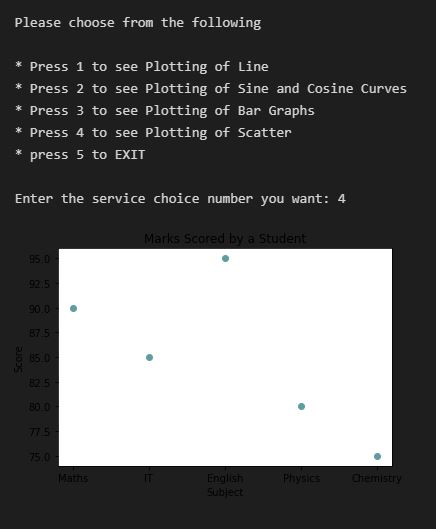 Please choose from the following
* Press 1 to see Plotting of Line
* Press 2 to see Plotting of Sine and Cosine Curves
* Press 3 to see Plotting of Bar Graphs
* Press 4 to see Plotting of Scatter
* press 5 to EXIT
Enter the service choice number you want: 4
Marks Scored by a Student
95.0
92.5
90.0
87.5
85.0
82.5
80.0
77.5
75.0
Score
Maths IT English Physics Chemistry
Subject